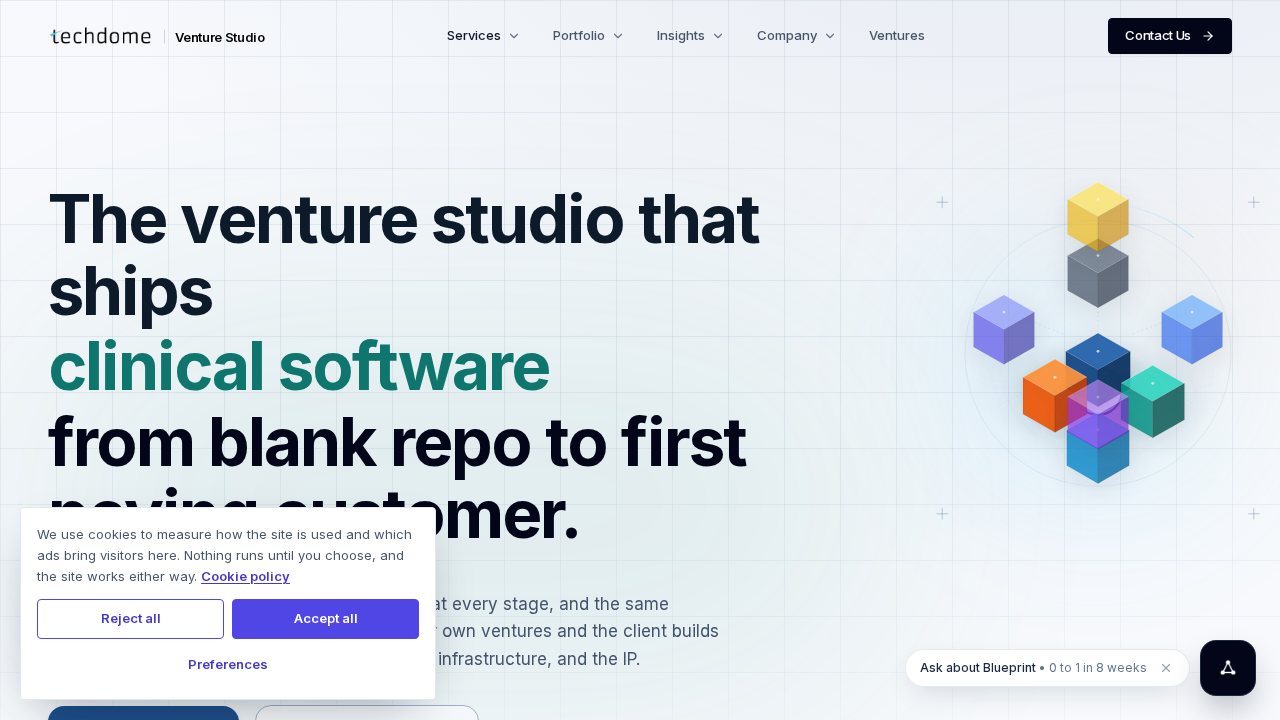 techdome
Venture Studio
Services
Portfolio
Insights
Company
Ventures
Contact Us
The venture studio that
ships
clinical software
from blank repo to first
paying customer.
at every stage, and the same
own ventures and the client builds
infrastructure, and the IP.
We use cookies to measure how the site is used and which
ads bring visitors here. Nothing runs until you choose, and
the site works either way. Cookie policy
Reject all
Accept all
Preferences
Ask about Blueprint • 0 to 1 in 8 weeks